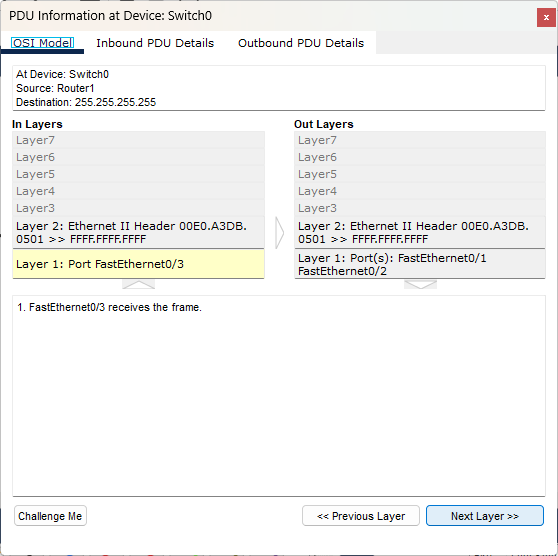 PDU Information at Device: Switch0
x
OSI Model Inbound PDU Details Outbound PDU Details
At Device: Switch0
Source: Router1
Destination: 255.255.255.255
In Layers
Layer7
Layer6
Layer5
Layer4
Layer3
Layer 2: Ethernet II Header 00E0.A3DB.
0501 >> FFFF.FFFF.FFFF
Layer 1: Port FastEthernet0/3
Out Layers
Layer7
Layer6
Layer5
Layer4
Layer3
Layer 2: Ethernet II Header 00E0.A3DB.
0501 >> FFFF.FFFF.FFFF
Layer 1: Port(s): FastEthernet0/1
FastEthernet0/2
1. FastEthernet0/3 receives the frame.
Challenge Me
<< Previous Layer
Next Layer >>